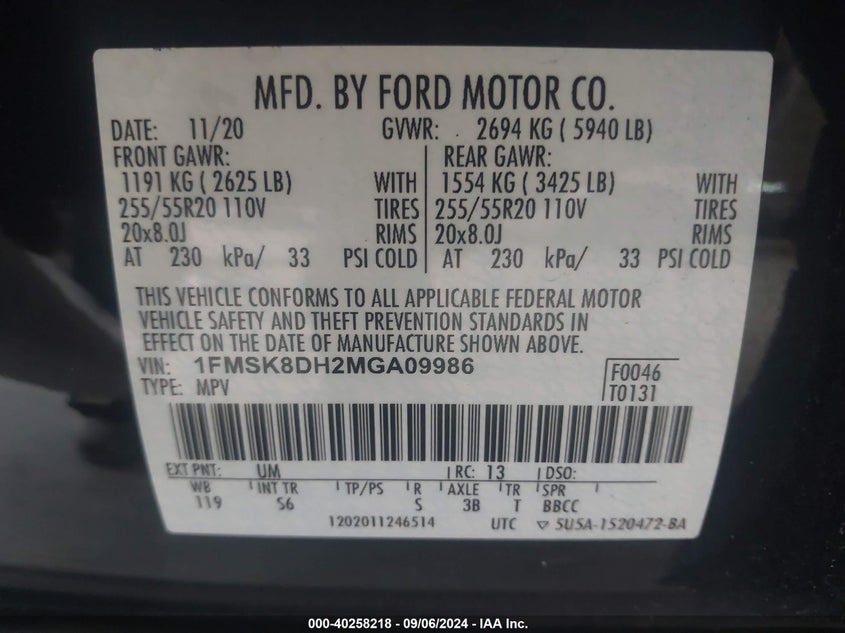 MFD. BY FORD MOTOR CO.
DATE: 11/20 GVWR: 2694 KG ( 5940 LB)
FRONT GAWR: REAR GAWR:
1191 KG ( 2625 LB) WITH 1554 KG ( 3425 LB) WITH
255/55R20 110V TIRES 255/55R20 110V TIRES
20x8.0J RIMS 20x8.0J RIMS
AT 230 kPa/ 33 PSI COLD AT 230 kPa/ 33 PSI COLD
THIS VEHICLE CONFORMS TO ALL APPLICABLE FEDERAL MOTOR
VEHICLE SAFETY AND THEFT PREVENTION STANDARDS IN
EFFECT ON THE DATE OF MANUFACTURE SHOWN ABOVE.
VIN: 1FMSK8DH2MGA09986 F0046
TYPE: MPV T0131
EXT PNT: UM RC: 13 DSO:
WB INT TR TP/PS R AXLE TR SPR
119 S6 S 3B T BBCC
1202011246514 UTC ▽ 5U5A-1520472-BA
000-40258218 - 09/06/2024 - IAA Inc.